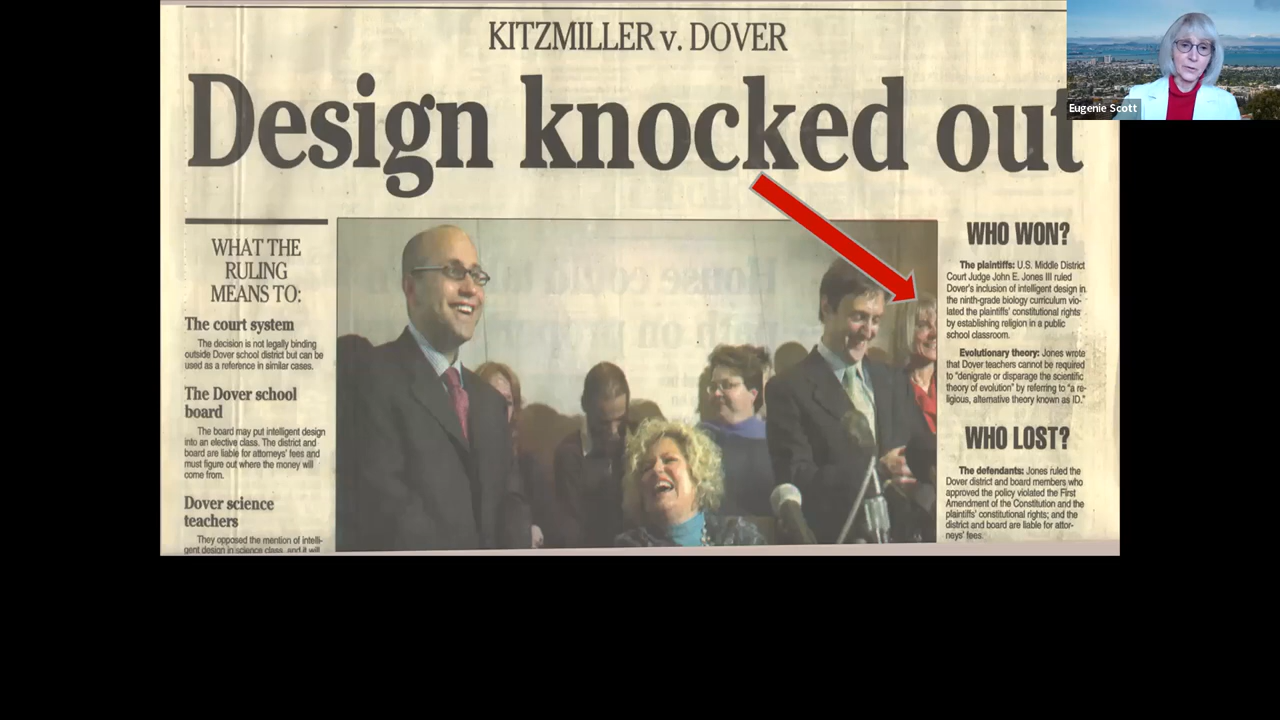 KITZMILLER v. DOVER
Design knocked out
Eugenie Scott
WHAT THE
RULING
MEANS TO:
The court system
The decision is not legally binding
outside Dover school district but can be
used as a reference in similar cases.
The Dover school
board
The board may put intelligent design
into an elective class. The district and
board are liable for attorneys' fees and
must figure out where the money will
come from.
Dover science
teachers
They opposed the mention of intelli-
gent design in science class, and it will
WHO WON?
The plaintiffs: U.S. Middle District
Court Judge John E. Jones III ruled
Dover's inclusion of intelligent design in
the ninth-grade biology curriculum vio-
lated the plaintiffs' constitutional rights
by establishing religion in a public
school classroom.
Evolutionary theory: Jones wrote
that Dover teachers cannot be required
to "denigrate or disparage the scientific
theory of evolution" by referring to "a re-
ligious, alternative theory known as ID."
WHO LOST?
The defendants: Jones ruled the
Dover district and board members who
approved the policy violated the First
Amendment of the Constitution and the
plaintiffs' constitutional rights; and the
district and board are liable for attor-
neys' fees.